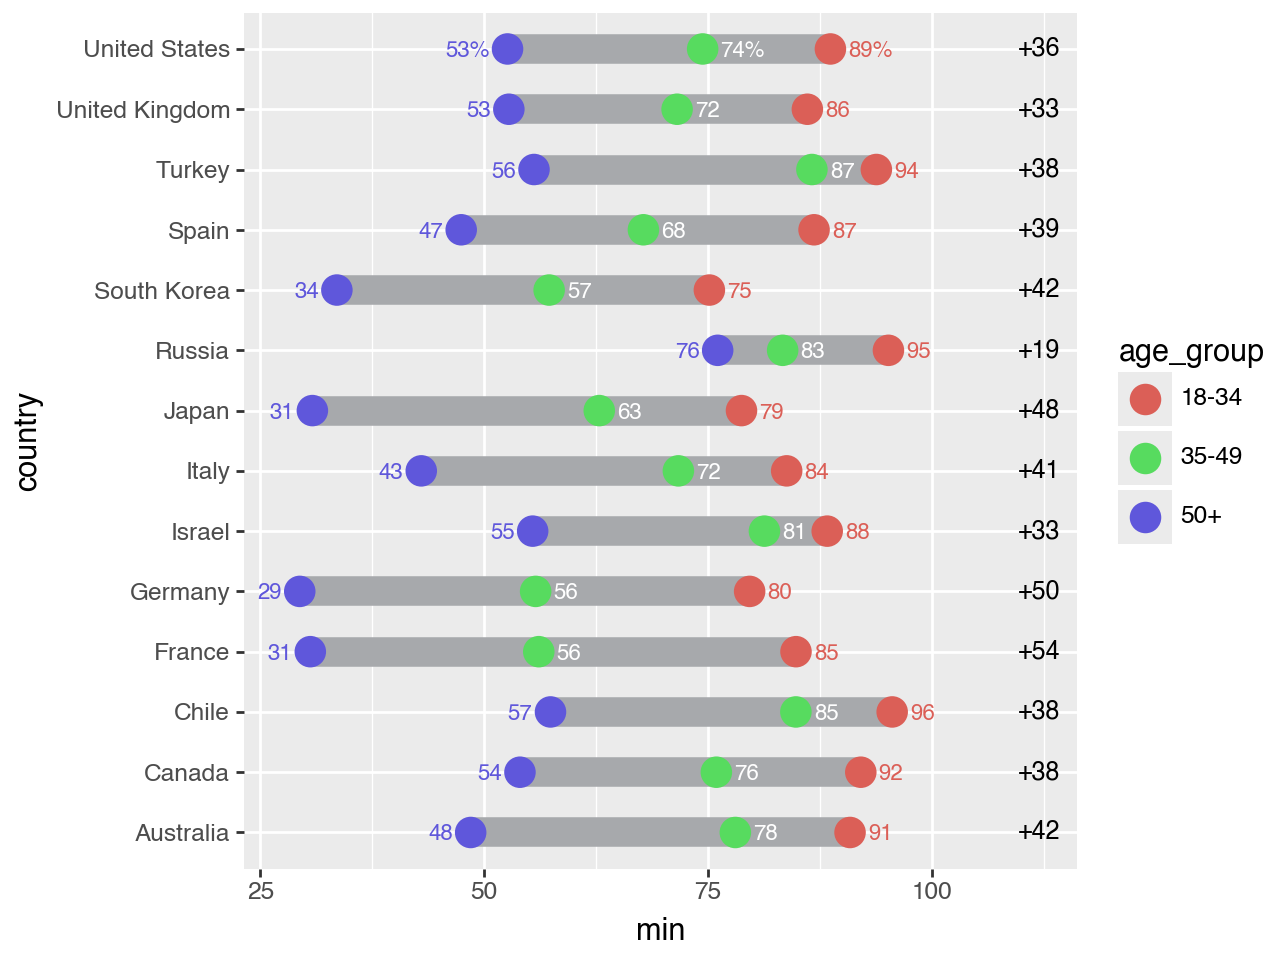 United States 53% 74% 89% +36
United Kingdom 53 72 86 +33
Turkey 56 87 94 +38
Spain 47 68 87 +39
South Korea 34 57 75 +42
Russia 76 83 95 +19
Japan 31 63 79 +48
Italy 43 72 84 +41
Israel 55 81 88 +33
Germany 29 56 80 +50
France 31 56 85 +54
Chile 57 85 96 +38
Canada 54 76 92 +38
Australia 48 78 91 +42
25 50 75 100
min
country
age_group
18-34
35-49
50+